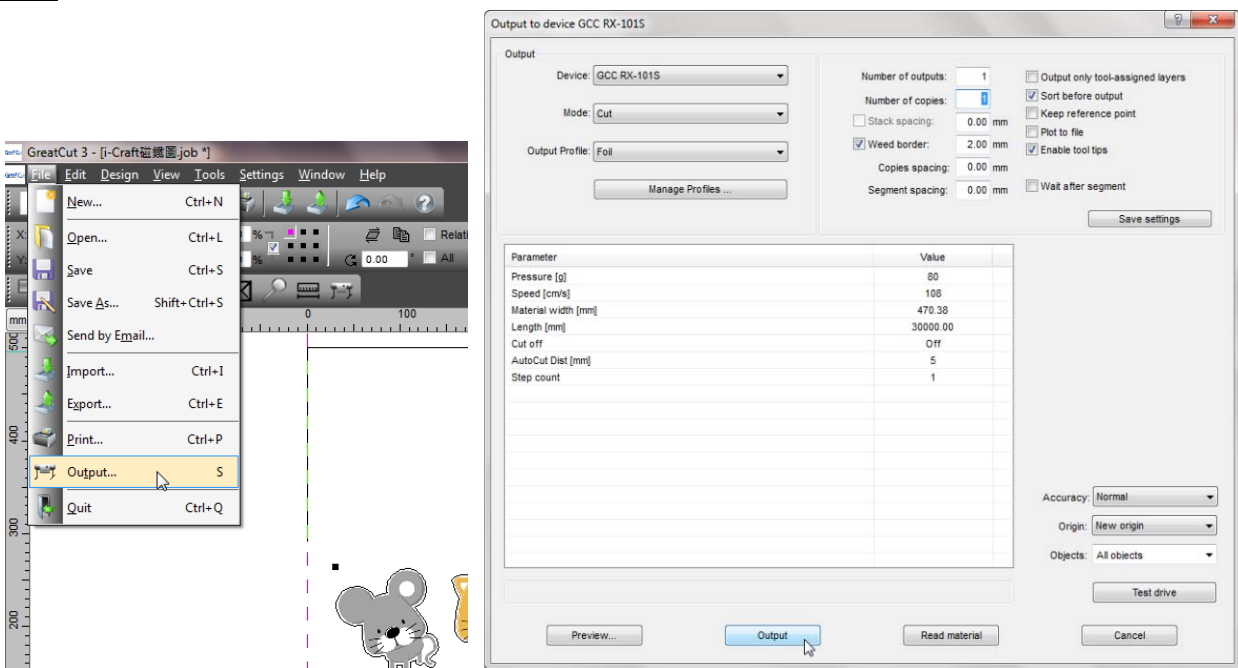 GreatCut 3 - [i-Craft磁鐵圖.job *]
File Edit Design View Tools Settings Window Help
New... Ctrl+N
Open... Ctrl+L
Save Ctrl+S
Save As... Shift+Ctrl+S
Send by Email...
Import... Ctrl+I
Export... Ctrl+E
Print... Ctrl+P
Output... S
Quit Ctrl+Q
X:
Y:
%
%
0.00 °
Relati
All
mm
0 100
500
400
300
200
Output to device GCC RX-101S
Output
Device: GCC RX-101S
Mode: Cut
Output Profile: Foil
Manage Profiles ...
Number of outputs: 1
Number of copies: 1
Stack spacing: 0.00 mm
Weed border: 2.00 mm
Copies spacing: 0.00 mm
Segment spacing: 0.00 mm
Output only tool-assigned layers
Sort before output
Keep reference point
Plot to file
Enable tool tips
Wait after segment
Save settings
Parameter Value
Pressure [g] 80
Speed [cm/s] 108
Material width [mm] 470.38
Length [mm] 30000.00
Cut off Off
AutoCut Dist [mm] 5
Step count 1
Accuracy: Normal
Origin: New origin
Objects: All objects
Test drive
Preview... Output Read material Cancel